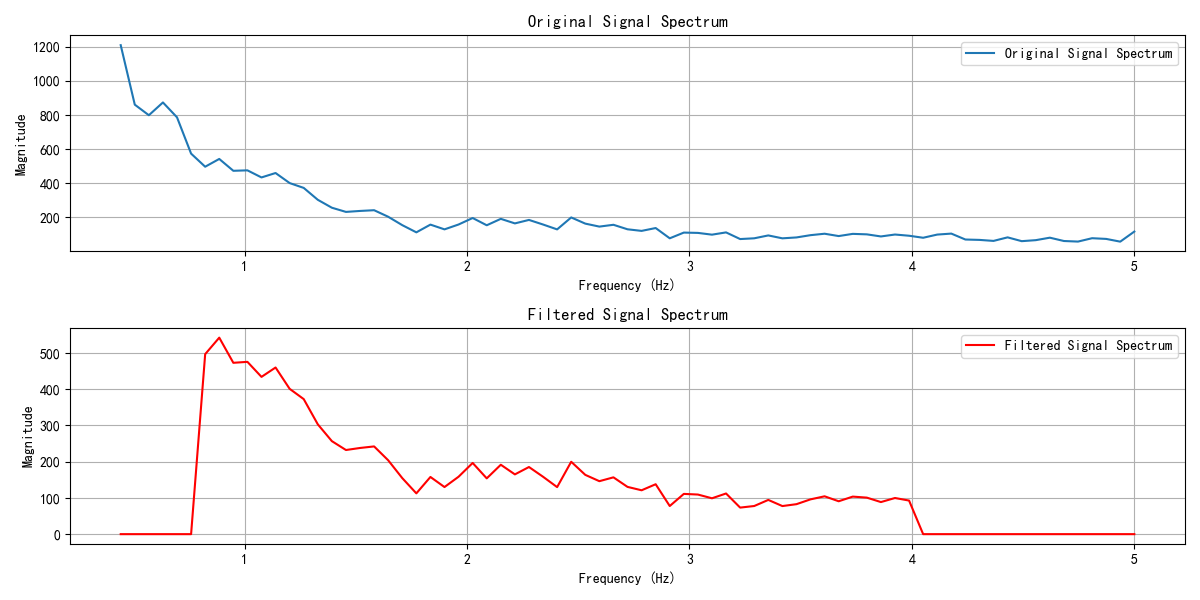 Original Signal Spectrum
Original Signal Spectrum
1200
1000
800
600
400
200
Magnitude
1 2 3 4 5
Frequency (Hz)
Filtered Signal Spectrum
Filtered Signal Spectrum
500
400
300
200
100
0
Magnitude
1 2 3 4 5
Frequency (Hz)